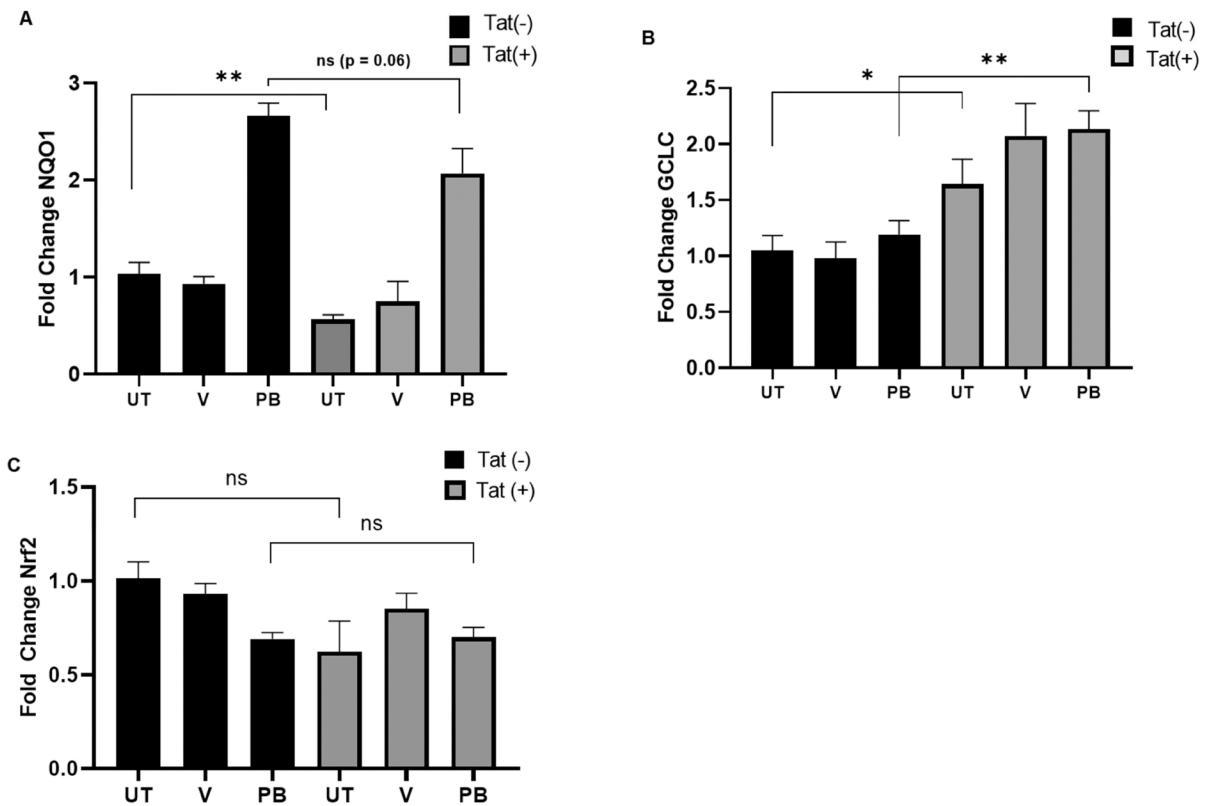 A
Tat(-)
Tat(+)
** ns (p = 0.06)
Fold Change NQO1
3
2
1
0
UT V PB UT V PB
B
Tat(-)
Tat(+)
* **
Fold Change GCLC
2.5
2.0
1.5
1.0
0.5
0.0
UT V PB UT V PB
C
Tat (-)
Tat (+)
ns
ns
Fold Change Nrf2
1.5
1.0
0.5
0.0
UT V PB UT V PB